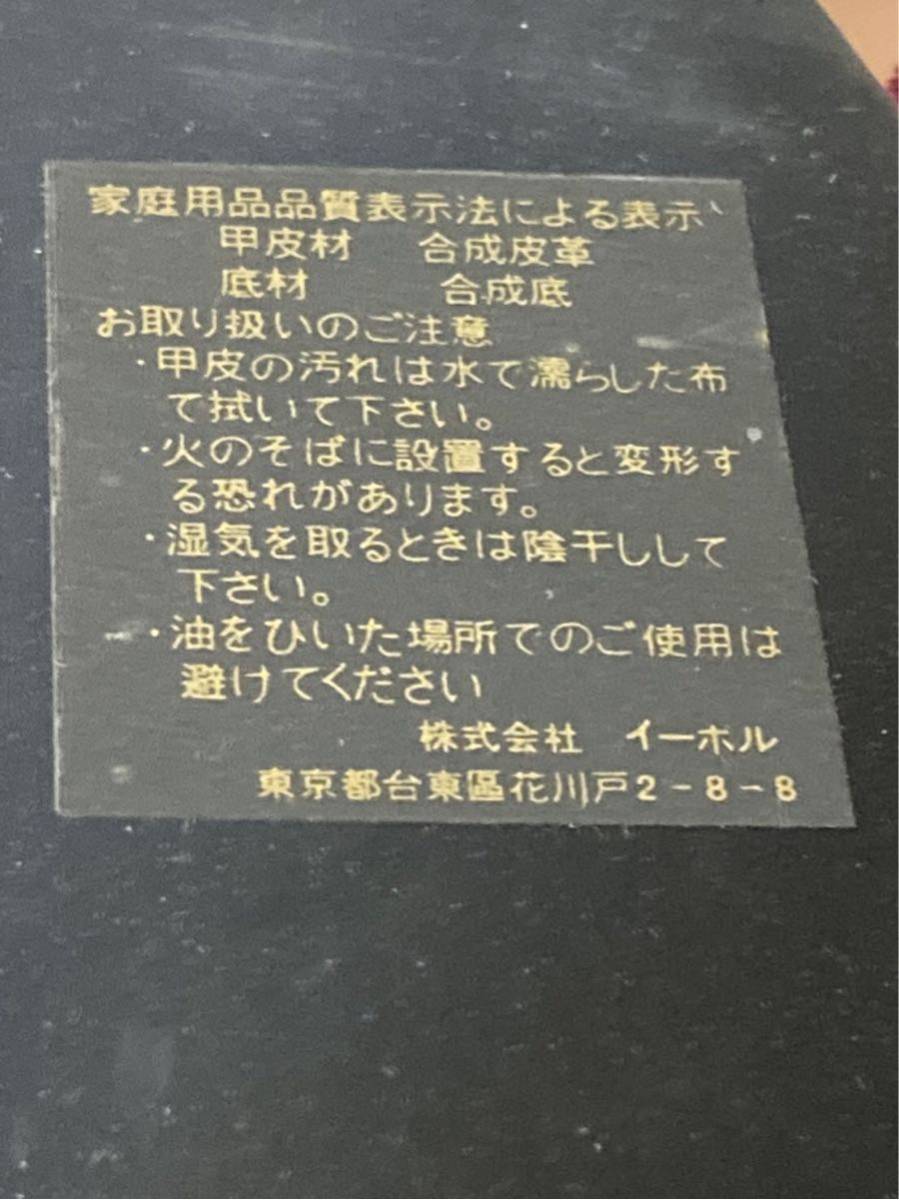 家庭用品品質表示法による表示
甲皮材 合成皮革
底材 合成底
お取り扱いのご注意
・甲皮の汚れは水で濡らした布
で拭いて下さい。
・火のそばに設置すると変形す
る恐れがあります。
・湿気を取るときは陰干しして
下さい。
・油をひいた場所でのご使用は
避けてください
株式会社 イーホル
東京都台東區花川戸2-8-8